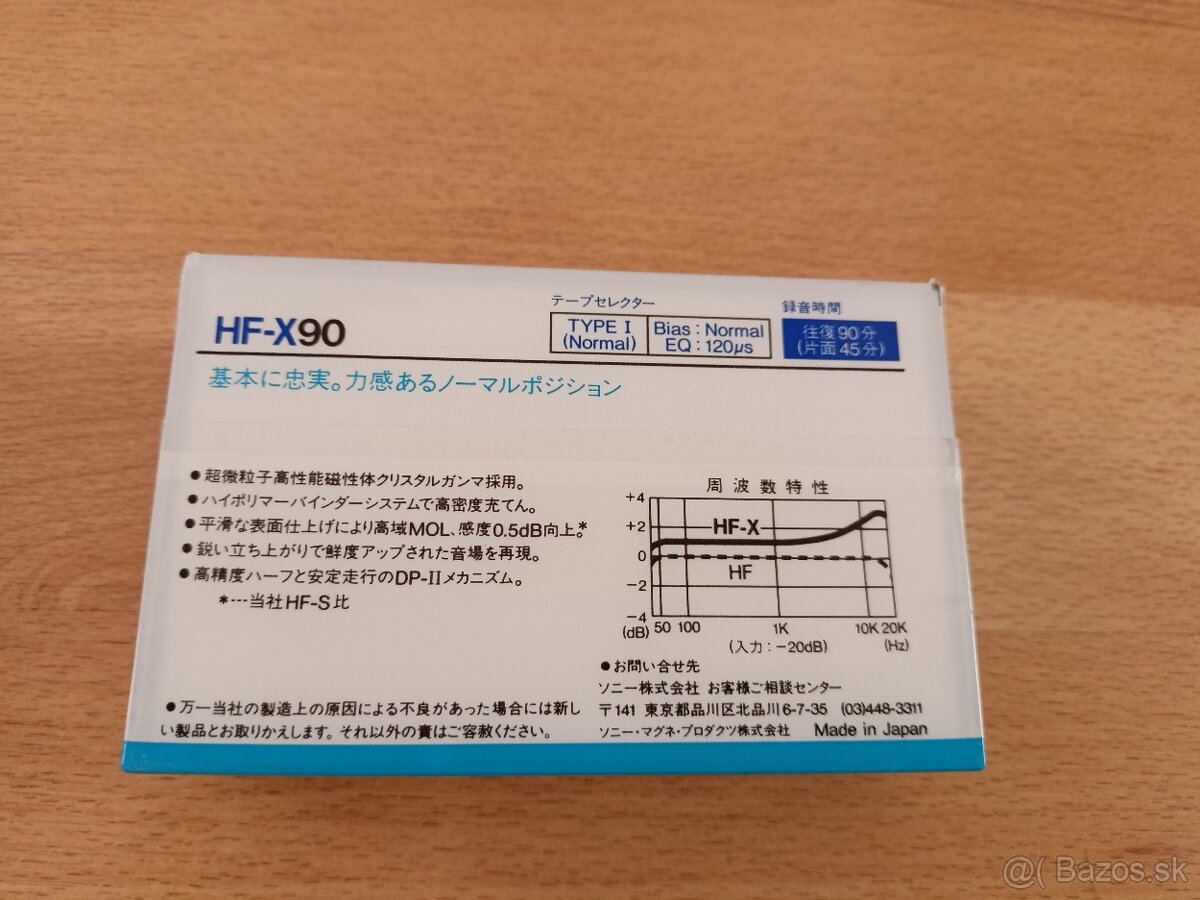 テープセレクター
録音時間
HF-X90
TYPE I
(Normal)
Bias : Normal
EQ : 120μs
往復90分
(片面45分)
基本に忠実。力感あるノーマルポジション
●超微粒子高性能磁性体クリスタルガンマ採用。
●ハイポリマーバインダーシステムで高密度充てん。
●平滑な表面仕上げにより高域MOL、感度0.5dB向上。*
●鋭い立ち上がりで鮮度アップされた音場を再現。
●高精度ハーフと安定走行のDP-IIメカニズム。
*…当社HF-S比
周波数特性
+4
+2
0
−2
−4
(dB)
HF-X
HF
50 100 1K 10K 20K
(入力：−20dB) (Hz)
●お問い合せ先
ソニー株式会社 お客様ご相談センター
〒141 東京都品川区北品川6-7-35 (03)448-3311
ソニー・マグネ・プロダクツ株式会社 Made in Japan
●万一当社の製造上の原因による不良があった場合には新し
い製品とお取りかえします。それ以外の責はご容赦ください。
@( Bazos.sk